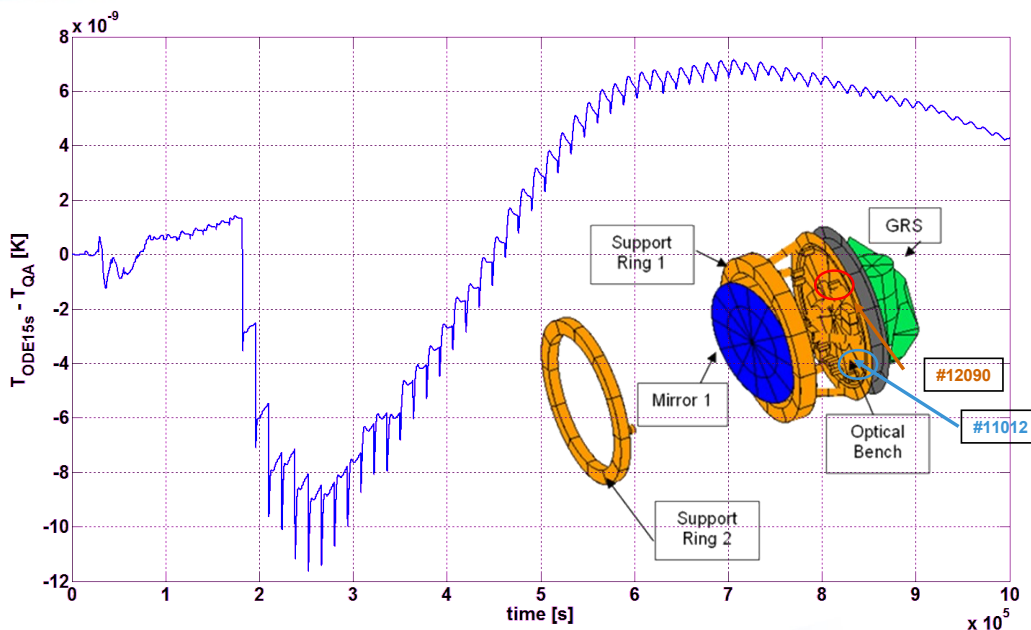 x 10^-9
8
6
4
2
0
-2
-4
-6
-8
-10
-12
T_ODE15s - T_QA [K]
Support
Ring 1
GRS
Mirror 1
#12090
#11012
Optical
Bench
Support
Ring 2
0
1
2
3
4
5
6
7
8
9
10
time [s]
x 10^5